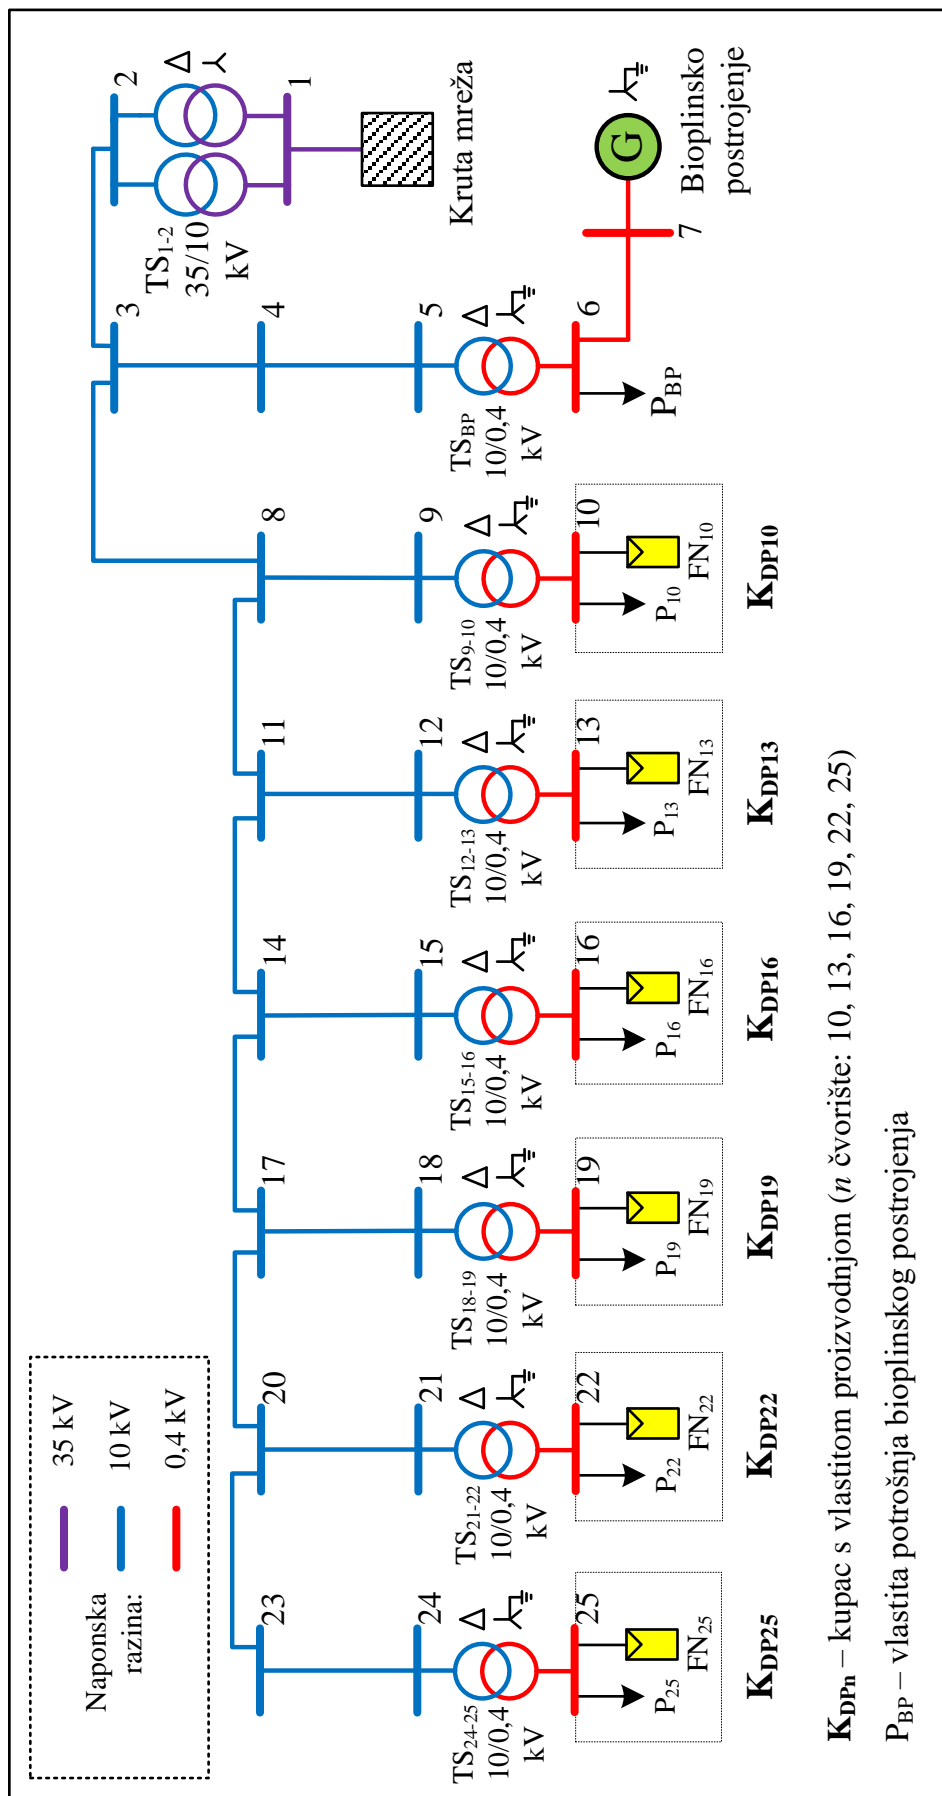 Naponska
razina:
35 kV
10 kV
0,4 kV
2
TS1-2
35/10
kV
1
Kruta mreža
3
4
5
TSBP
10/0,4
kV
6
PBP
7
G
Bioplinsko
postrojenje
8
9
TS9-10
10/0,4
kV
10
P10
FN10
KDP10
11
12
TS12-13
10/0,4
kV
13
P13
FN13
KDP13
14
15
TS15-16
10/0,4
kV
16
P16
FN16
KDP16
17
18
TS18-19
10/0,4
kV
19
P19
FN19
KDP19
20
21
TS21-22
10/0,4
kV
22
P22
FN22
KDP22
23
24
TS24-25
10/0,4
kV
25
P25
FN25
KDP25
KDPn – kupac s vlastitom proizvodnjom (n čvorište: 10, 13, 16, 19, 22, 25)
PBP – vlastita potrošnja bioplinskog postrojenja